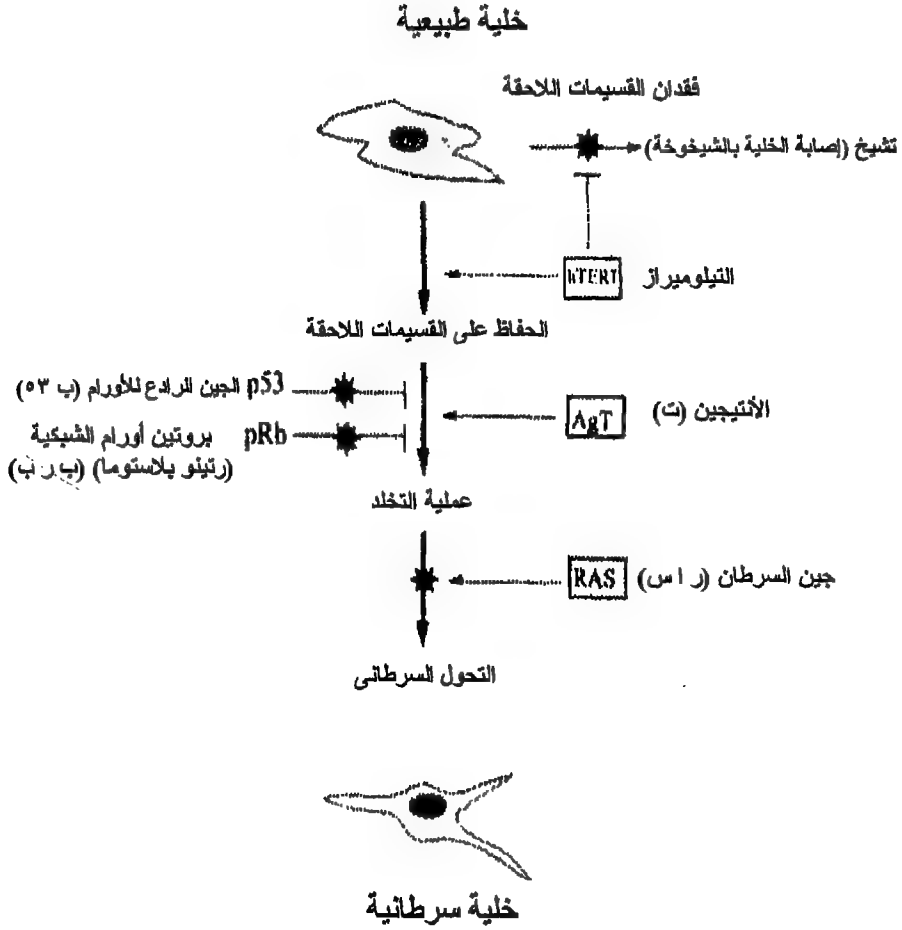 خلية طبيعية
فقدان القسيمات اللاحقة
تشيخ (إصابة الخلية بالشيخوخة)
hTERT التيلوميراز
الحفاظ على القسيمات اللاحقة
p53 الجين الرادع للأورام (ب ٥٣)
AgT الأنتيجين (ت)
pRb بروتين أورام الشبكية
(رتينو بلاستوما) (ب ر ب)
عملية التخلد
RAS جين السرطان (ر ا س)
التحول السرطانى
خلية سرطانية